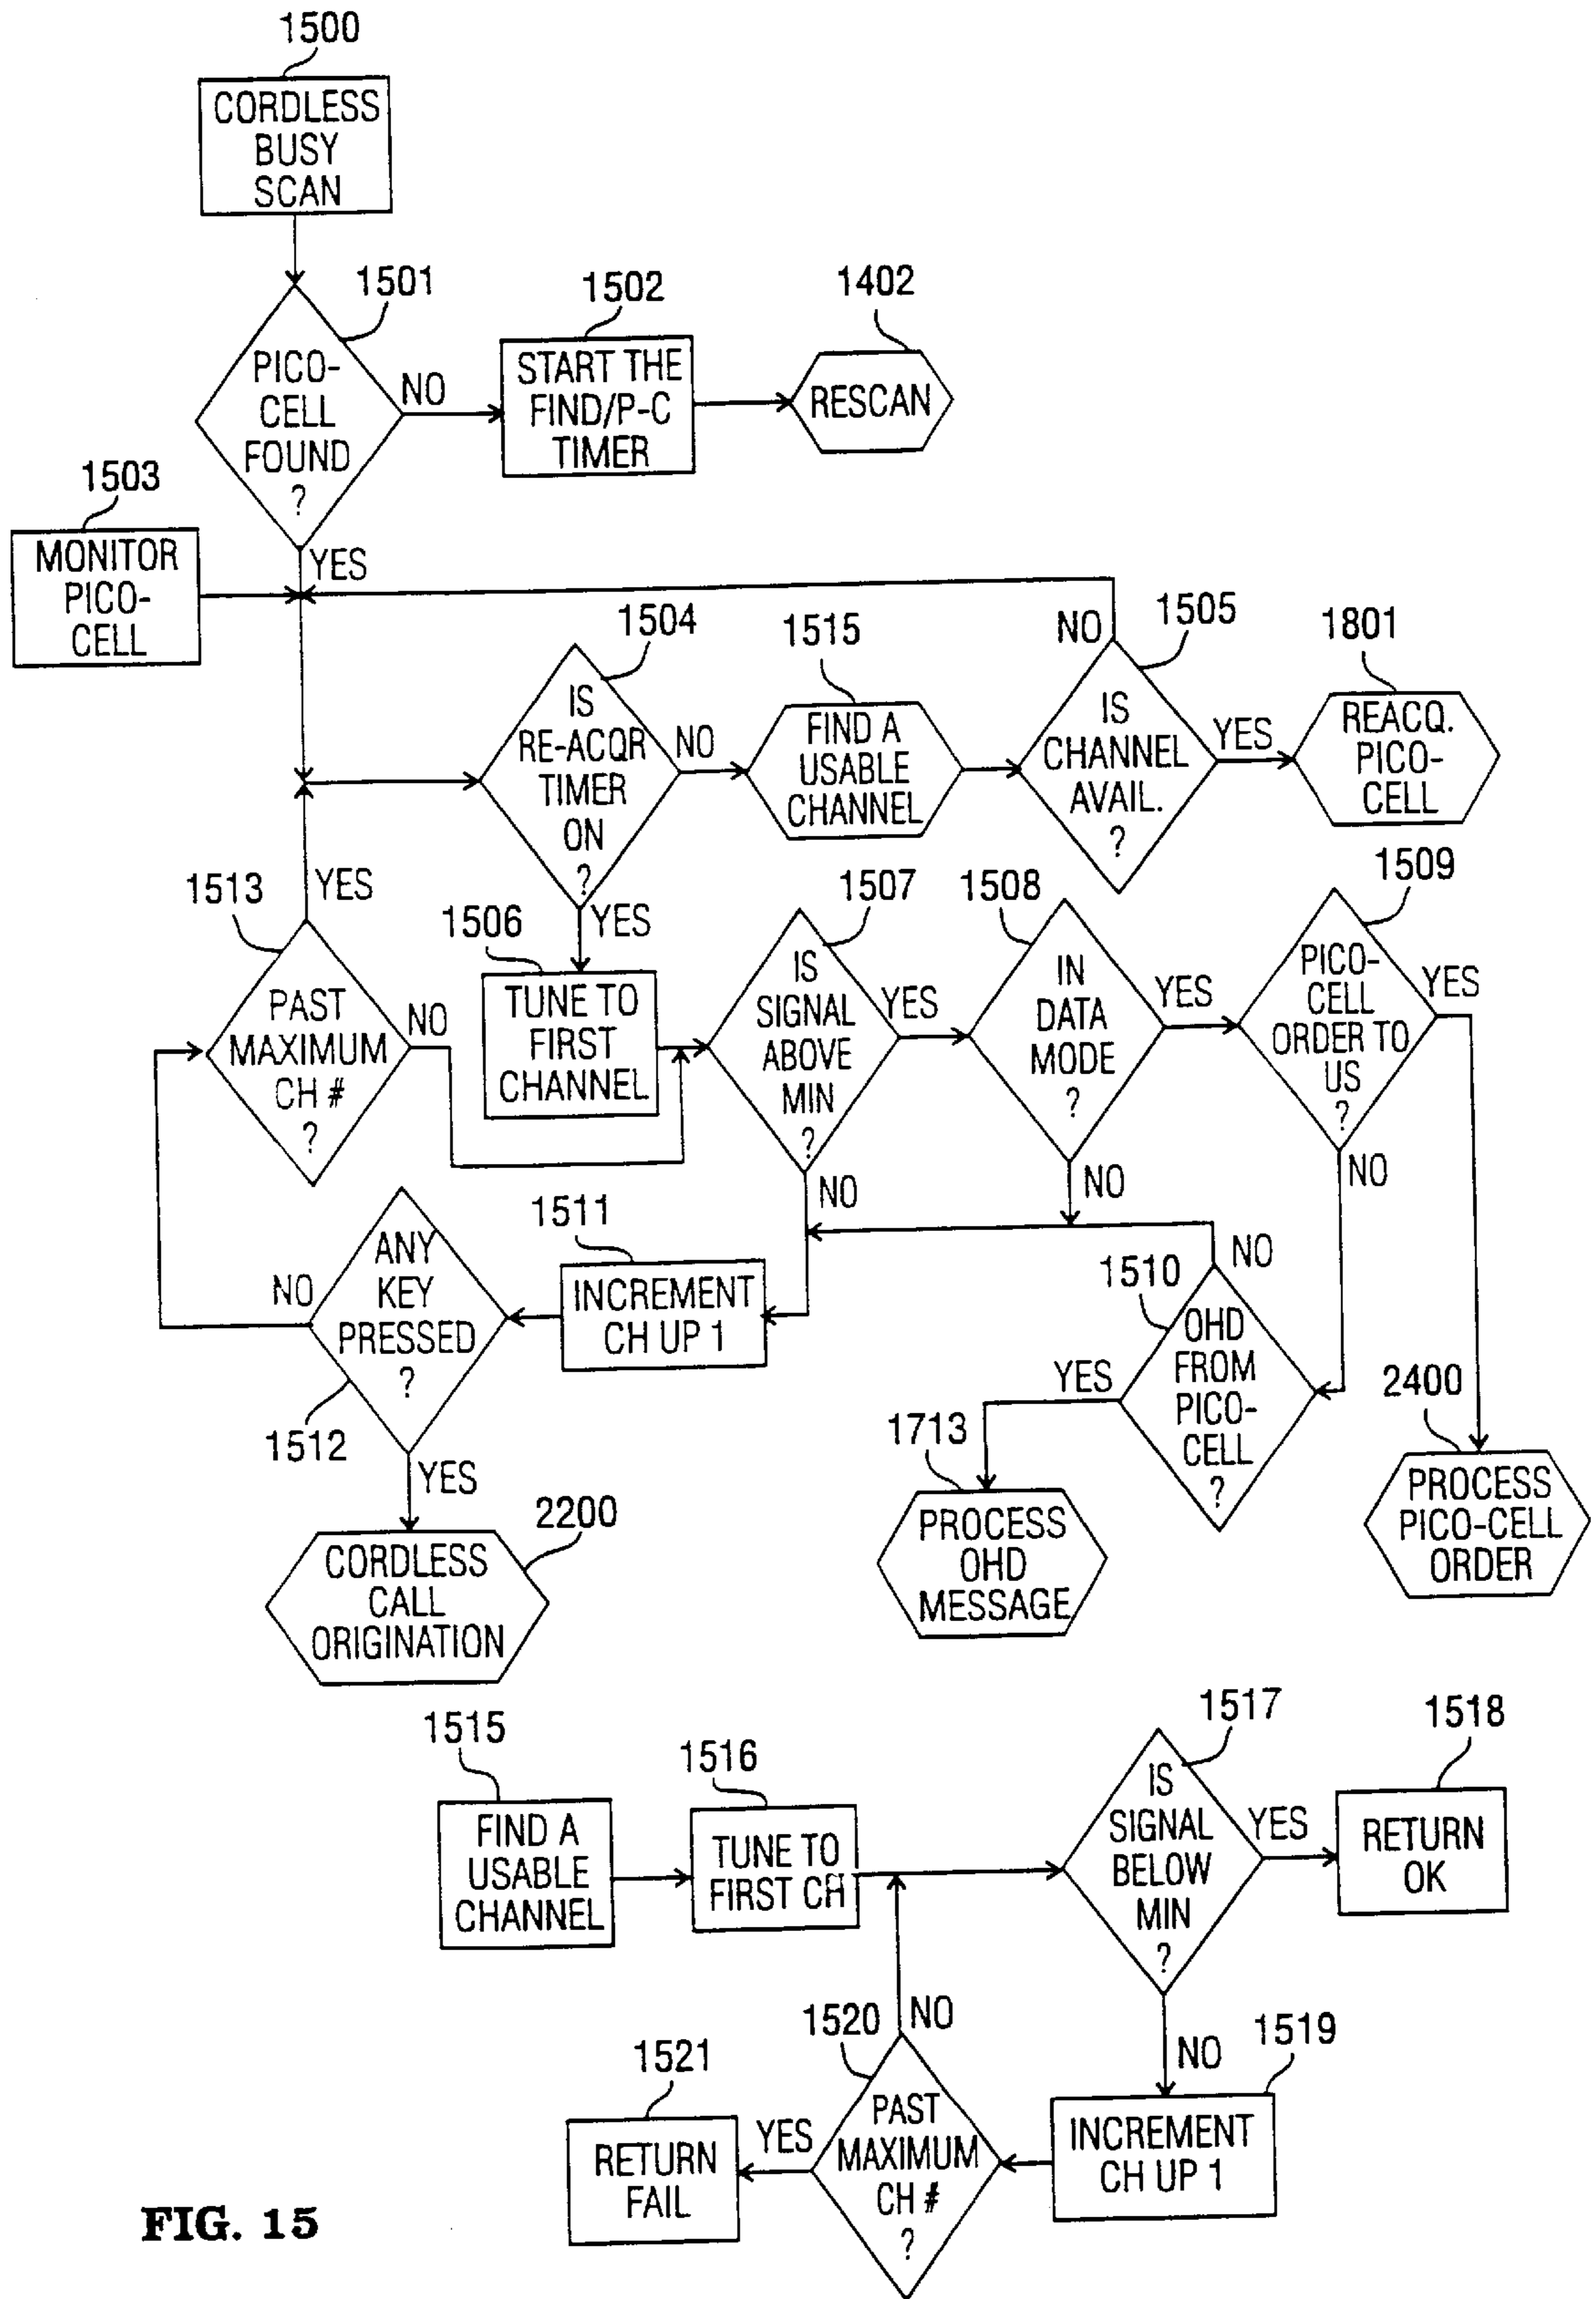 1500
CORDLESS
BUSY
SCAN
1501
PICO-
CELL
FOUND
?
NO
1502
START THE
FIND/P-C
TIMER
1402
RESCAN
YES
1503
MONITOR
PICO-
CELL
1504
IS
RE-ACQR
TIMER
ON
?
NO
1515
FIND A
USABLE
CHANNEL
NO
1505
IS
CHANNEL
AVAIL.
?
YES
1801
REACQ.
PICO-
CELL
YES
1513
YES
PAST
MAXIMUM
CH #
?
NO
1506
TUNE TO
FIRST
CHANNEL
1507
IS
SIGNAL
ABOVE
MIN
?
YES
NO
1508
IN
DATA
MODE
?
YES
NO
1509
PICO-
CELL
ORDER TO
US
?
YES
NO
1510
NO
OHD
FROM
PICO-
CELL
?
YES
1713
PROCESS
OHD
MESSAGE
2400
PROCESS
PICO-CELL
ORDER
1511
INCREMENT
CH UP 1
ANY
KEY
PRESSED
?
NO
1512
YES
2200
CORDLESS
CALL
ORIGINATION
1515
FIND A
USABLE
CHANNEL
1516
TUNE TO
FIRST CH
1517
IS
SIGNAL
BELOW
MIN
?
YES
1518
RETURN
OK
NO
1519
INCREMENT
CH UP 1
1520
NO
PAST
MAXIMUM
CH #
?
YES
1521
RETURN
FAIL
FIG. 15